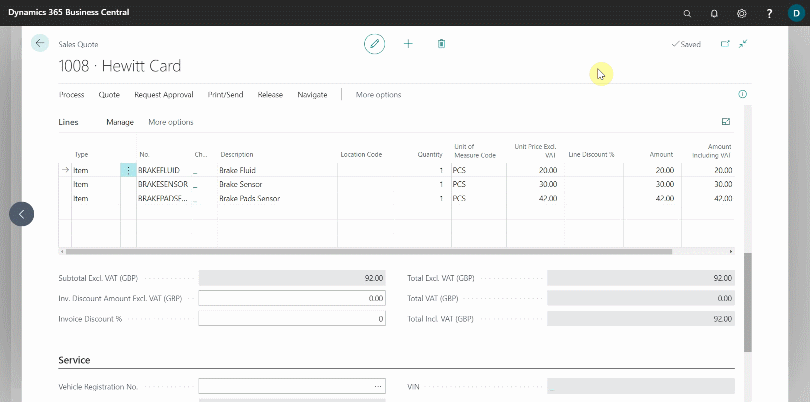 Dynamics 365 Business Central
?
D
Sales Quote
Saved
1008 · Hewitt Card
Process Quote Request Approval Print/Send Release Navigate More options
Lines Manage More options
Type No. Ch... Description Location Code Quantity Unit of Measure Code Unit Price Excl. VAT Line Discount % Amount Amount Including VAT
Item BRAKEFLUID _ Brake Fluid 1 PCS 20.00 20.00 20.00
Item BRAKESENSOR _ Brake Sensor 1 PCS 30.00 30.00 30.00
Item BRAKEPADSE... _ Brake Pads Sensor 1 PCS 42.00 42.00 42.00
Subtotal Excl. VAT (GBP) 92.00 Total Excl. VAT (GBP) 92.00
Inv. Discount Amount Excl. VAT (GBP) 0.00 Total VAT (GBP) 0.00
Invoice Discount % 0 Total Incl. VAT (GBP) 92.00
Service
Vehicle Registration No. ... VIN